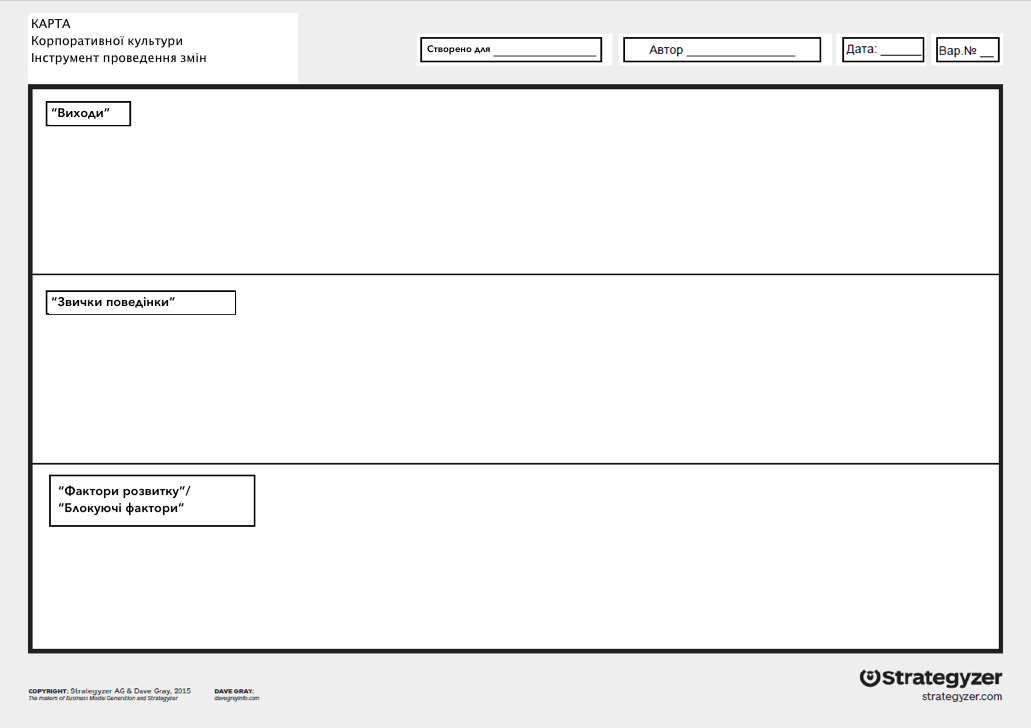 КАРТА
Корпоративної культури
Інструмент проведення змін
Створено для ________________
Автор ________________
Дата: ______
Вар.№ __
“Виходи”
“Звички поведінки”
“Фактори розвитку”/
“Блокуючі фактори”
COPYRIGHT: Strategyzer AG & Dave Gray, 2015
The makers of Business Model Generation and Strategyzer
DAVE GRAY:
davegrayinfo.com
Strategyzer
strategyzer.com